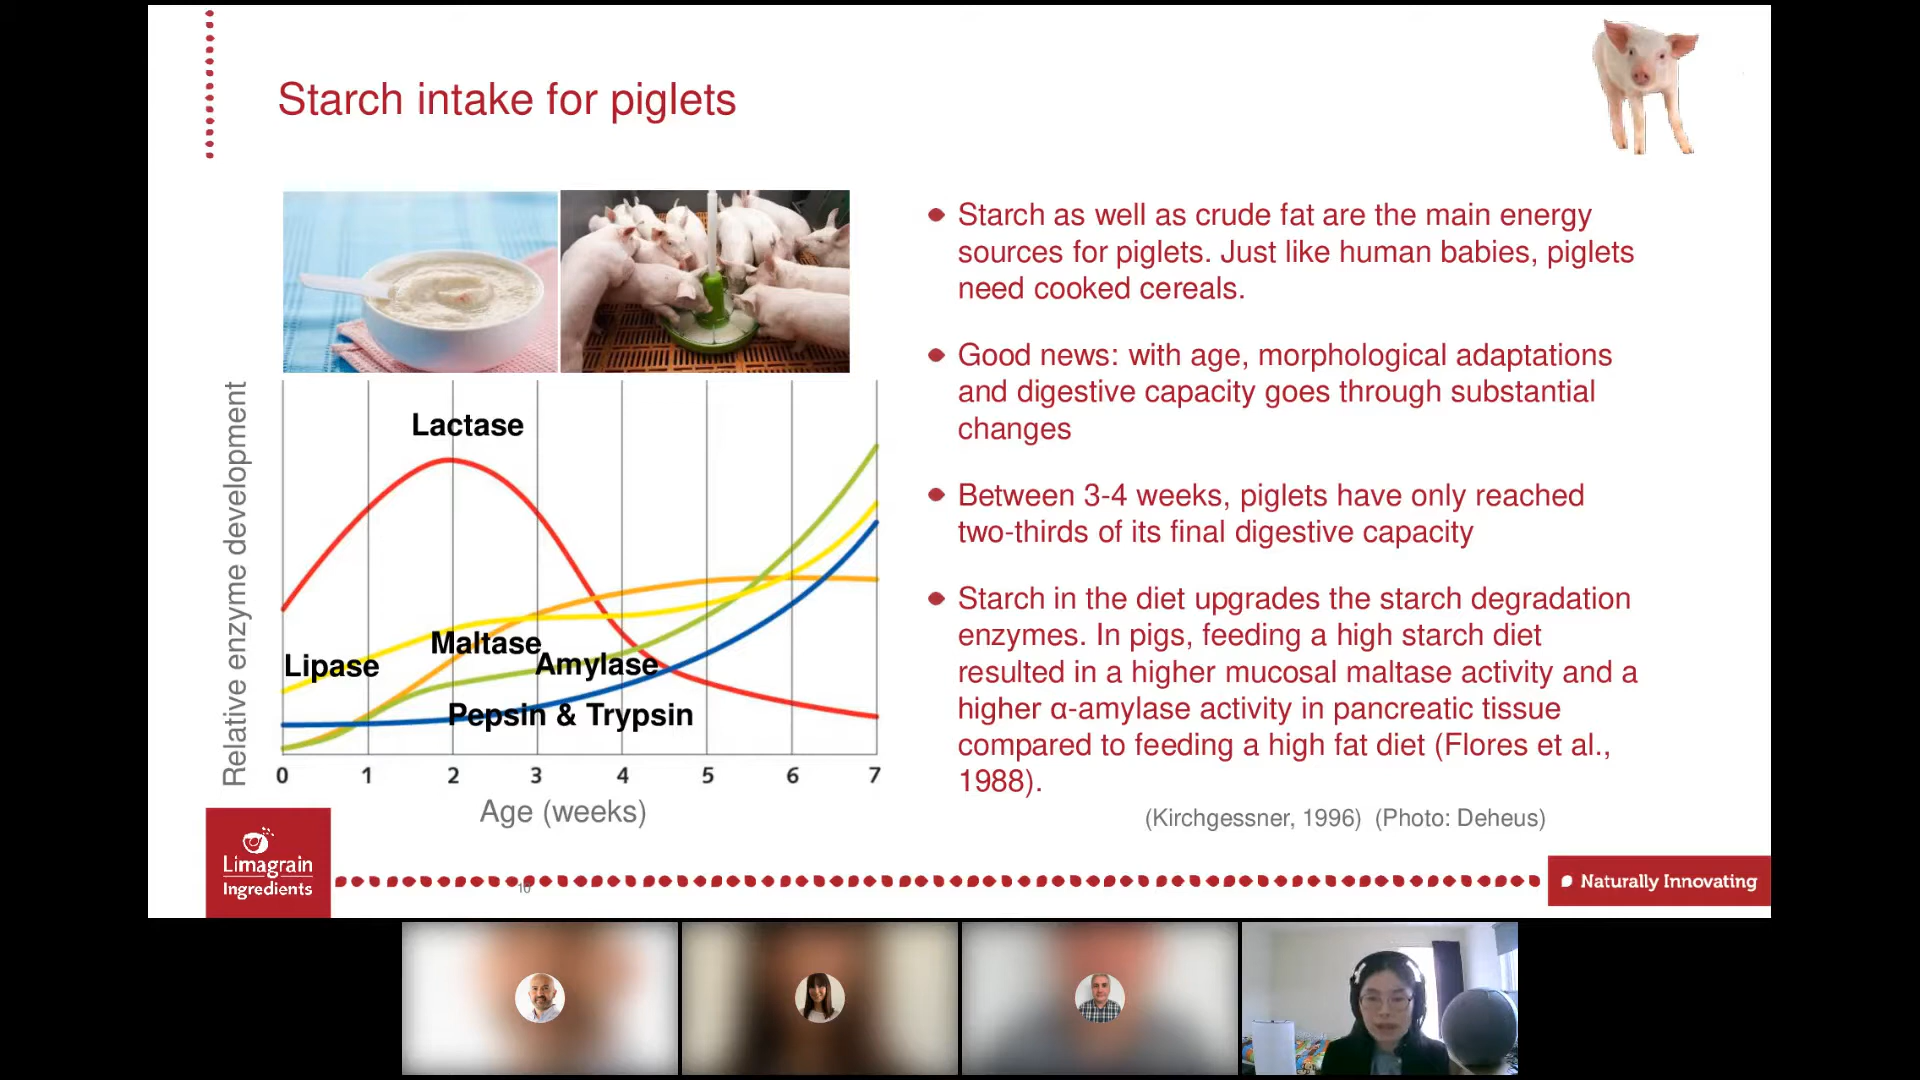 Starch intake for piglets
Starch as well as crude fat are the main energy
sources for piglets. Just like human babies, piglets
need cooked cereals.
Good news: with age, morphological adaptations
and digestive capacity goes through substantial
changes
Between 3-4 weeks, piglets have only reached
two-thirds of its final digestive capacity
Starch in the diet upgrades the starch degradation
enzymes. In pigs, feeding a high starch diet
resulted in a higher mucosal maltase activity and a
higher α-amylase activity in pancreatic tissue
compared to feeding a high fat diet (Flores et al.,
1988).
(Kirchgessner, 1996) (Photo: Deheus)
Relative enzyme development
Lactase
Maltase
Lipase
Amylase
Pepsin & Trypsin
0 1 2 3 4 5 6 7
Age (weeks)
Limagrain
Ingredients
10
Naturally Innovating